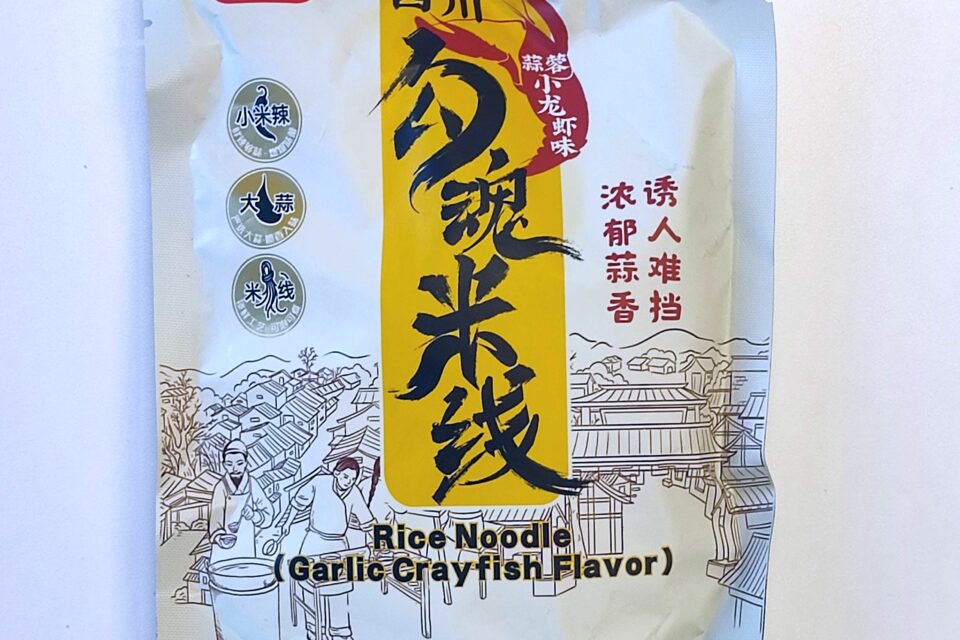 四川
勾魂米线
蒜蓉
小龙虾味
小米辣
大蒜
米线
诱人难挡
浓郁蒜香
Rice Noodle
(Garlic Crayfish Flavor)